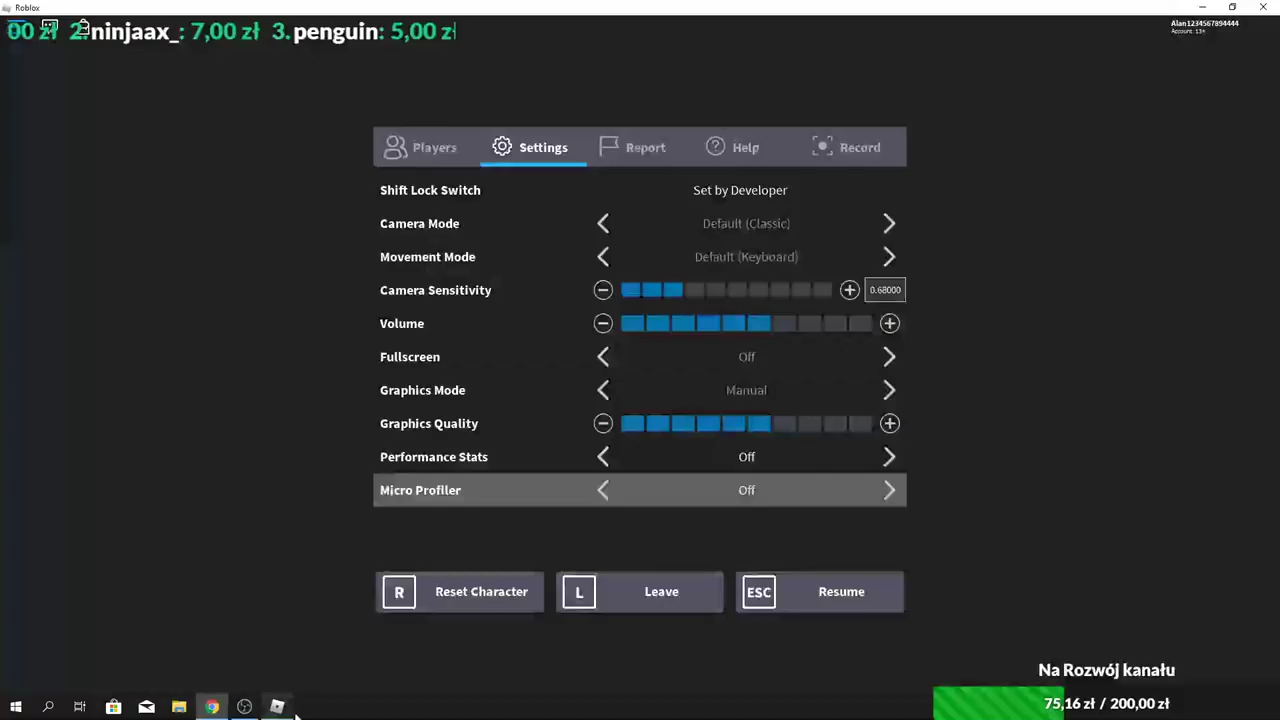 Roblox
00 zł 2. ninjaax_: 7,00 zł 3. penguin: 5,00 zł
Alan1234567894444
Account: 13+
Players Settings Report Help Record
Shift Lock Switch Set by Developer
Camera Mode Default (Classic)
Movement Mode Default (Keyboard)
Camera Sensitivity 0.68000
Volume
Fullscreen Off
Graphics Mode Manual
Graphics Quality
Performance Stats Off
Micro Profiler Off
R Reset Character L Leave ESC Resume
Na Rozwój kanału
75,16 zł / 200,00 zł